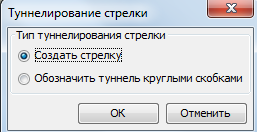 Туннелирование стрелки
Тип туннелирования стрелки
Создать стрелку
Обозначить туннель круглыми скобками
OK
Отменить